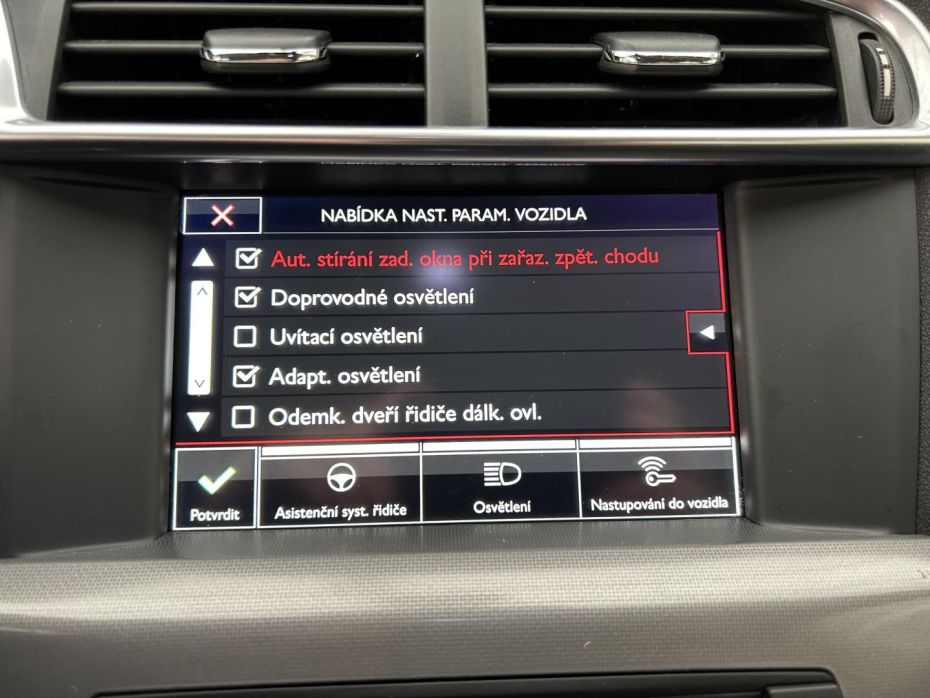 NABÍDKA NAST. PARAM. VOZIDLA
Aut. stírání zad. okna při zařaz. zpět. chodu
Doprovodné osvětlení
Uvítací osvětlení
Adapt. osvětlení
Odemk. dveří řidiče dálk. ovl.
Potvrdit
Asistenční syst. řidiče
Osvětlení
Nastupování do vozidla